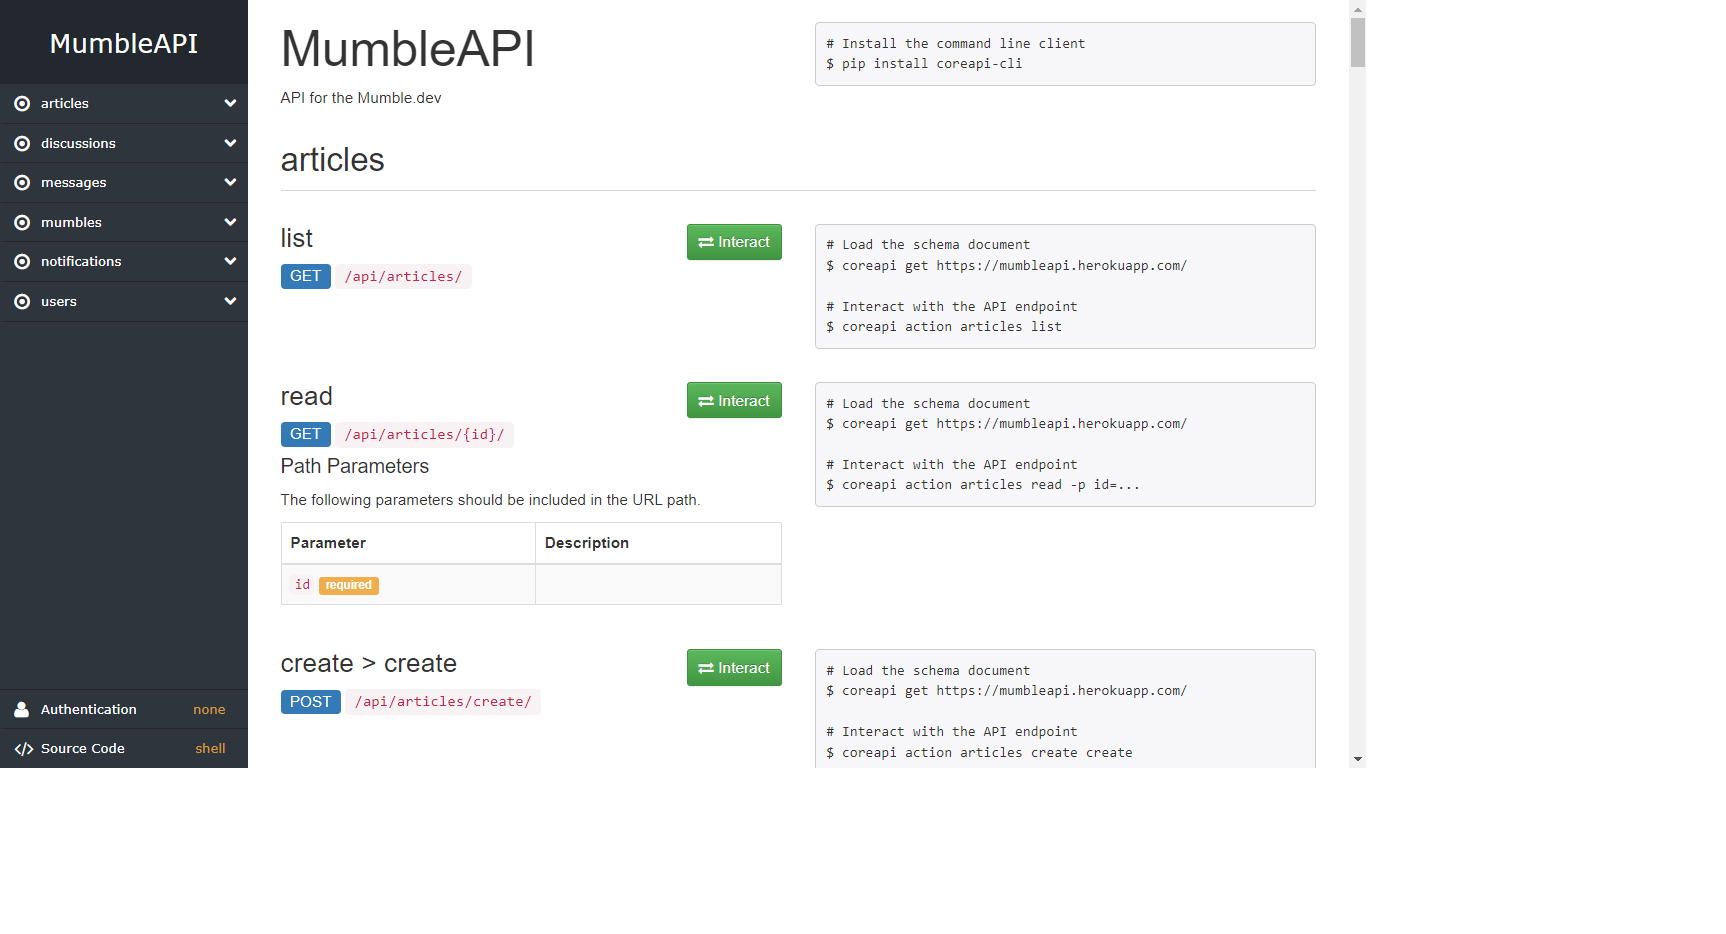 MumbleAPI
articles
discussions
messages
mumbles
notifications
users
Authentication none
Source Code shell
MumbleAPI
API for the Mumble.dev
# Install the command line client
$ pip install coreapi-cli
articles
list
Interact
GET /api/articles/
# Load the schema document
$ coreapi get https://mumbleapi.herokuapp.com/
# Interact with the API endpoint
$ coreapi action articles list
read
Interact
GET /api/articles/{id}/
Path Parameters
The following parameters should be included in the URL path.
Parameter Description
id required
# Load the schema document
$ coreapi get https://mumbleapi.herokuapp.com/
# Interact with the API endpoint
$ coreapi action articles read -p id=...
create > create
Interact
POST /api/articles/create/
# Load the schema document
$ coreapi get https://mumbleapi.herokuapp.com/
# Interact with the API endpoint
$ coreapi action articles create create